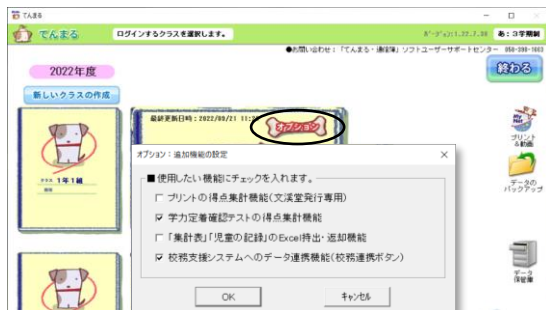 てんまる
てんまる
ログインするクラスを選択します。
ﾊﾞｰｼﾞｮﾝ:1.22.7.30
あ：３学期制
●お問い合わせ：「てんまる・通信簿」ソフトユーザーサポートセンター
2022年度
終わる
新しいクラスの作成
最終更新日時：2022/09/21 11:2
オプション
プリント
&動画
データの
バックアップ
データ
保管庫
1年1組
オプション：追加機能の設定
■使用したい機能にチェックを入れます。
プリントの得点集計機能(文溪堂発行専用)
学力定着確認テストの得点集計機能
「集計表」「児童の記録」のExcel持出・返却機能
校務支援システムへのデータ連携機能(校務連携ボタン)
OK
キャンセル